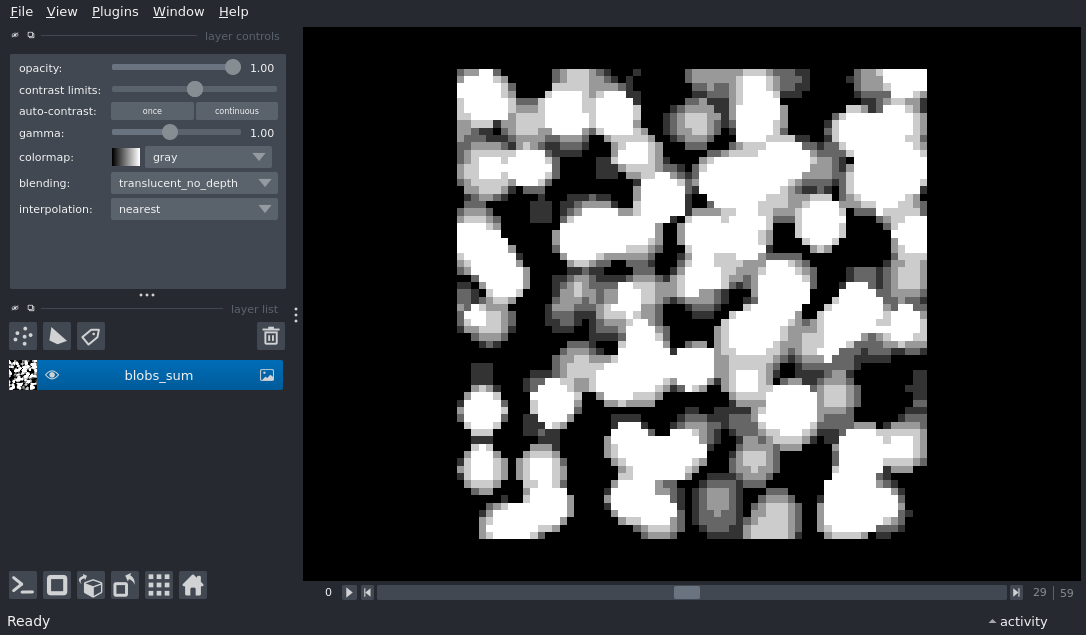 File View Plugins Window Help
layer controls
opacity: 1.00
contrast limits:
auto-contrast: once continuous
gamma: 1.00
colormap: gray
blending: translucent_no_depth
interpolation: nearest
layer list
blobs_sum
0 29 59
Ready activity